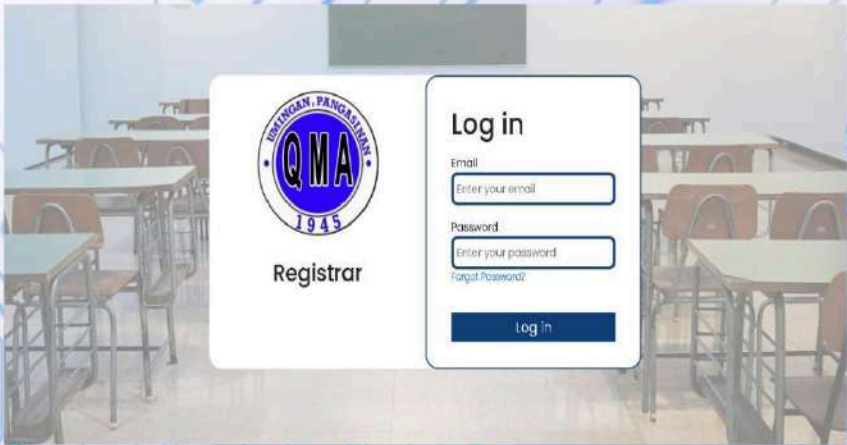 UMINGAN, PANGASINAN
QMA
1945
Registrar
Log in
Email
Enter your email
Password
Enter your password
Forgot Password?
Log in